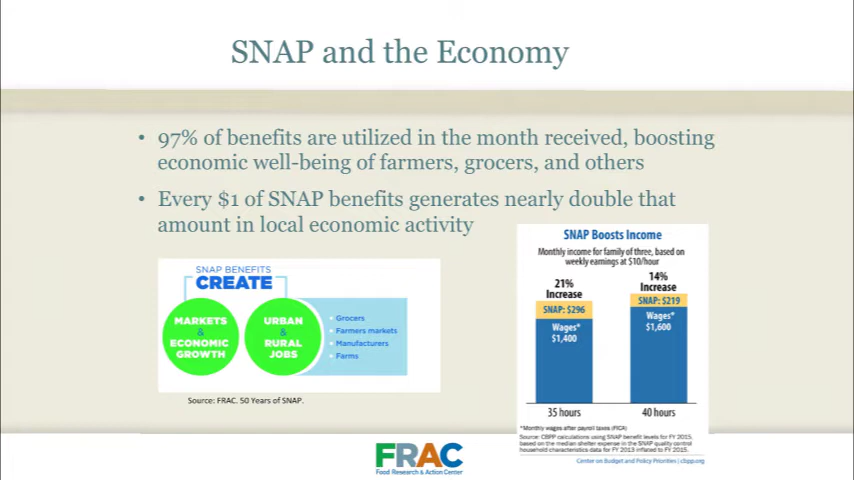 SNAP and the Economy
• 97% of benefits are utilized in the month received, boosting
economic well-being of farmers, grocers, and others
• Every $1 of SNAP benefits generates nearly double that
amount in local economic activity
SNAP BENEFITS
CREATE
MARKETS
&
ECONOMIC
GROWTH
URBAN
&
RURAL
JOBS
• Grocers
• Farmers markets
• Manufacturers
• Farms
Source: FRAC. 50 Years of SNAP.
SNAP Boosts Income
Monthly income for family of three, based on
weekly earnings at $10/hour
21%
Increase
SNAP: $296
Wages*
$1,400
35 hours
14%
Increase
SNAP: $219
Wages*
$1,600
40 hours
*Monthly wages after payroll taxes (FICA)
Source: CBPP calculations using SNAP benefit levels for FY 2015,
based on the median shelter expense in the SNAP quality control
household characteristics data for FY 2013 inflated to FY 2015.
Center on Budget and Policy Priorities | cbpp.org
FRAC
Food Research & Action Center